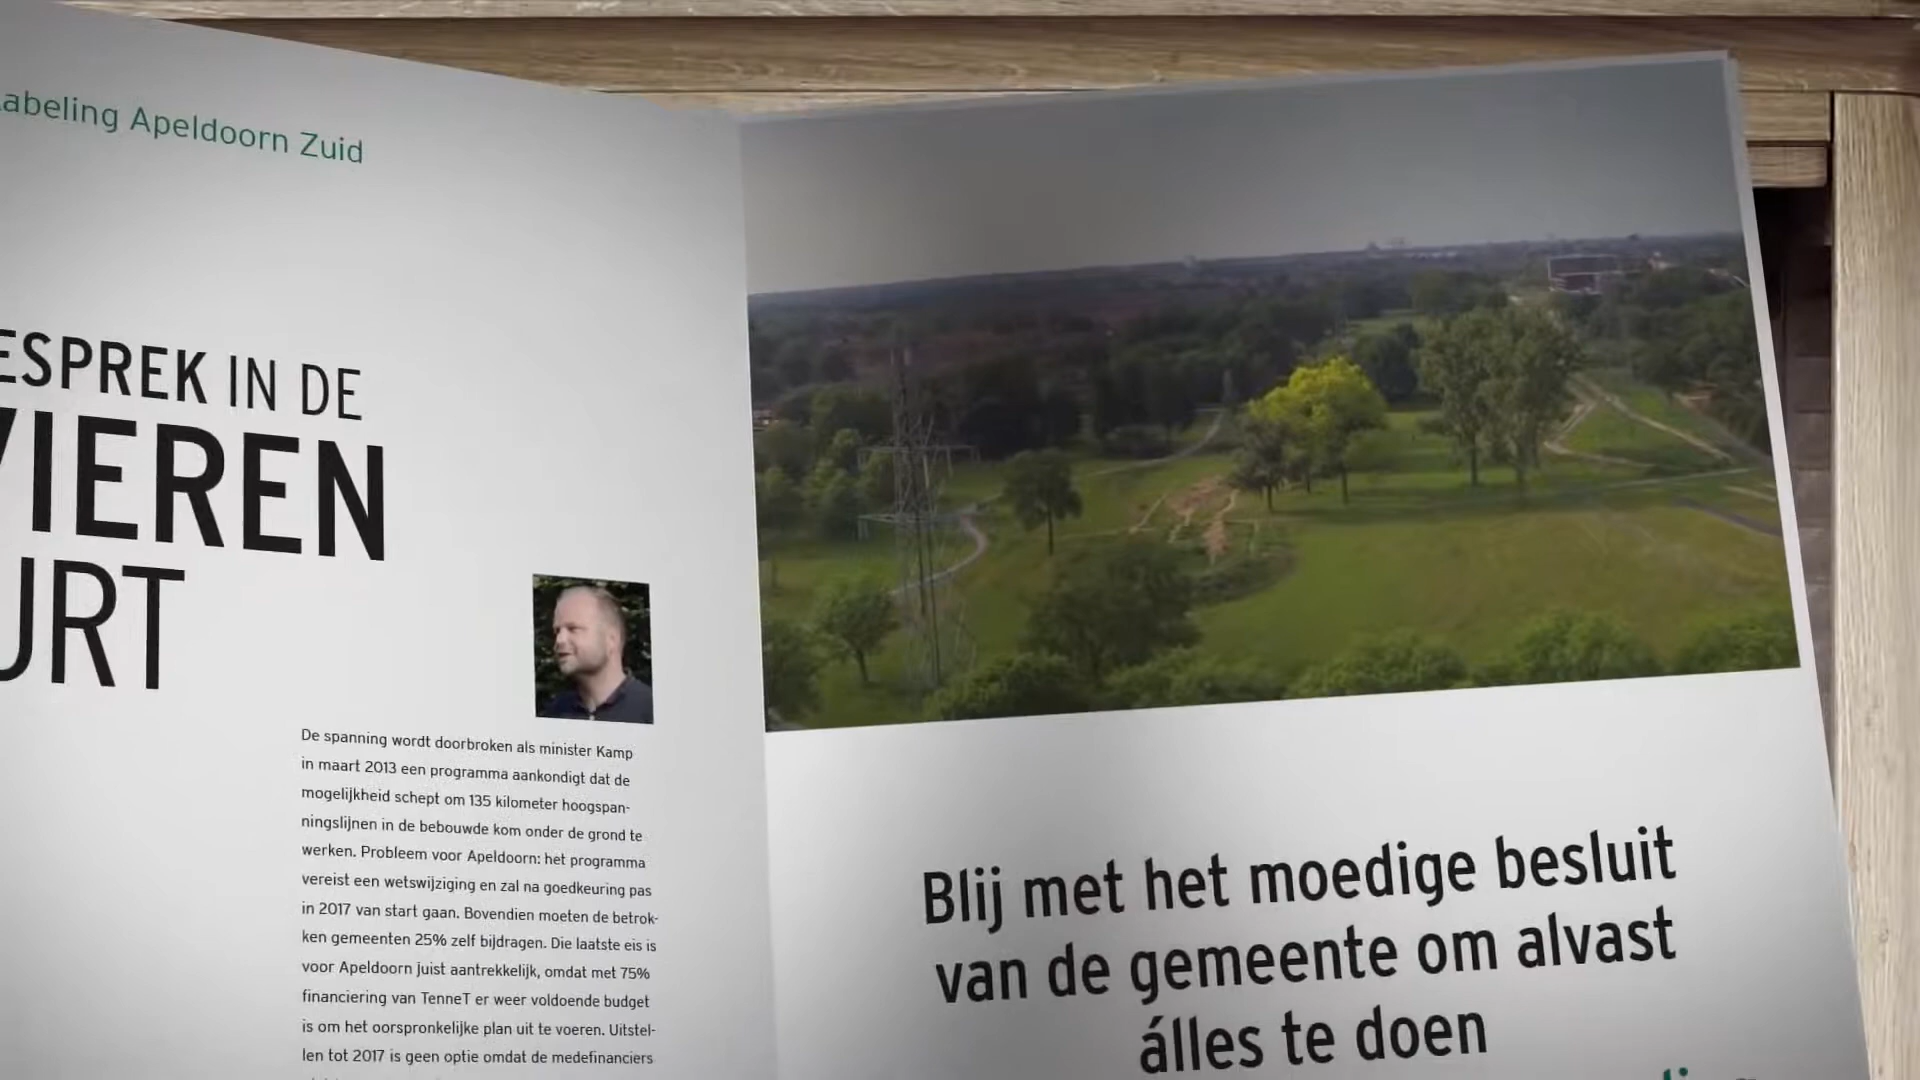 abeling Apeldoorn Zuid
ESPREK IN DE
VIEREN
URT
De spanning wordt doorbroken als minister Kamp
in maart 2013 een programma aankondigt dat de
mogelijkheid schept om 135 kilometer hoogspan-
ningslijnen in de bebouwde kom onder de grond te
werken. Probleem voor Apeldoorn: het programma
vereist een wetswijziging en zal na goedkeuring pas
in 2017 van start gaan. Bovendien moeten de betrok-
ken gemeenten 25% zelf bijdragen. Die laatste eis is
voor Apeldoorn juist aantrekkelijk, omdat met 75%
financiering van TenneT er weer voldoende budget
is om het oorspronkelijke plan uit te voeren. Uitstel-
len tot 2017 is geen optie omdat de medefinanciers
Blij met het moedige besluit
van de gemeente om alvast
álles te doen